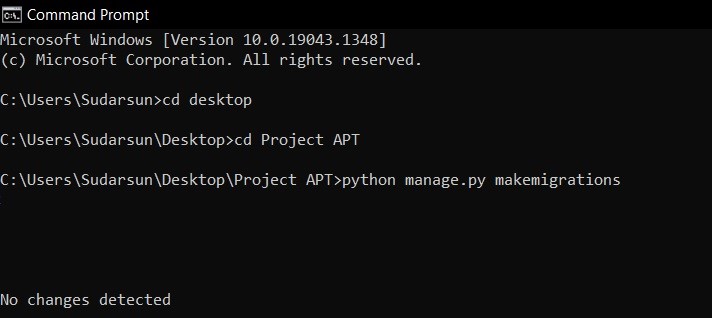 Command Prompt
Microsoft Windows [Version 10.0.19043.1348]
(c) Microsoft Corporation. All rights reserved.
C:\Users\Sudarsun>cd desktop
C:\Users\Sudarsun\Desktop>cd Project APT
C:\Users\Sudarsun\Desktop\Project APT>python manage.py makemigrations
No changes detected